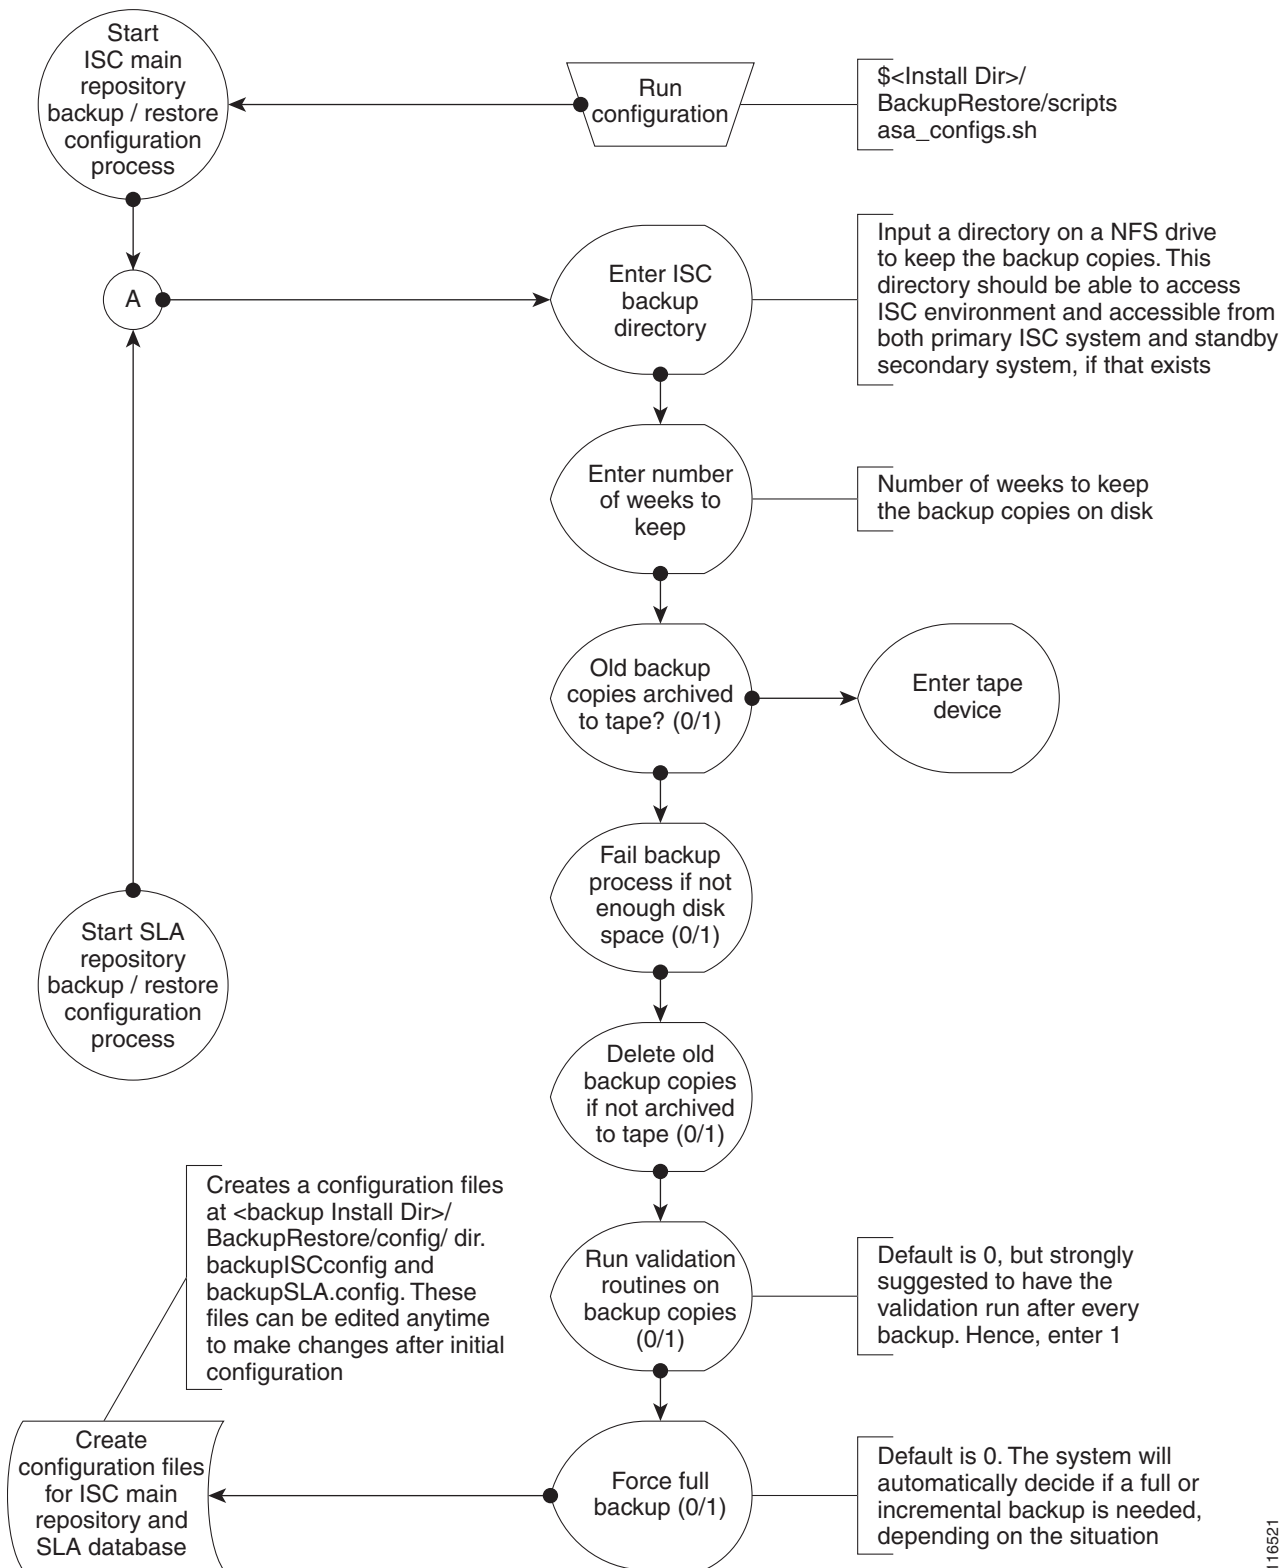 Start
ISC main
repository
backup / restore
configuration
process
Run
configuration
$<Install Dir>/
BackupRestore/scripts
asa_configs.sh
A
Enter ISC
backup
directory
Input a directory on a NFS drive
to keep the backup copies. This
directory should be able to access
ISC environment and accessible from
both primary ISC system and standby
secondary system, if that exists
Enter number
of weeks to
keep
Number of weeks to keep
the backup copies on disk
Old backup
copies archived
to tape? (0/1)
Enter tape
device
Fail backup
process if not
enough disk
space (0/1)
Start SLA
repository
backup / restore
configuration
process
Delete old
backup copies
if not archived
to tape (0/1)
Creates a configuration files
at <backup Install Dir>/
BackupRestore/config/ dir.
backupISCconfig and
backupSLA.config. These
files can be edited anytime
to make changes after initial
configuration
Run validation
routines on
backup copies
(0/1)
Default is 0, but strongly
suggested to have the
validation run after every
backup. Hence, enter 1
Create
configuration files
for ISC main
repository and
SLA database
Force full
backup (0/1)
Default is 0. The system will
automatically decide if a full or
incremental backup is needed,
depending on the situation
116521